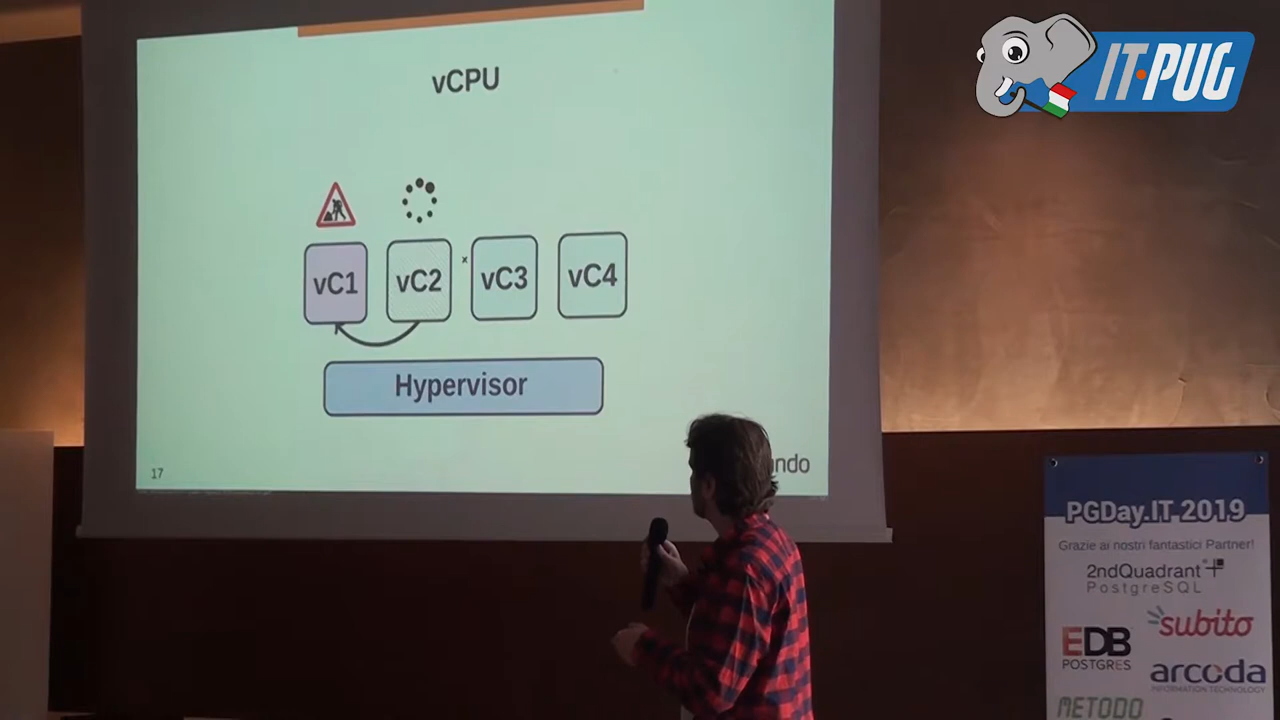 vCPU
vC1
vC2
x
vC3
vC4
Hypervisor
17
ando
IT•PUG
PGDay.IT 2019
Grazie ai nostri fantastici Partner!
2ndQuadrant
PostgreSQL
EDB
POSTGRES
subito
arcoda
INFORMATION TECHNOLOGY
METODO